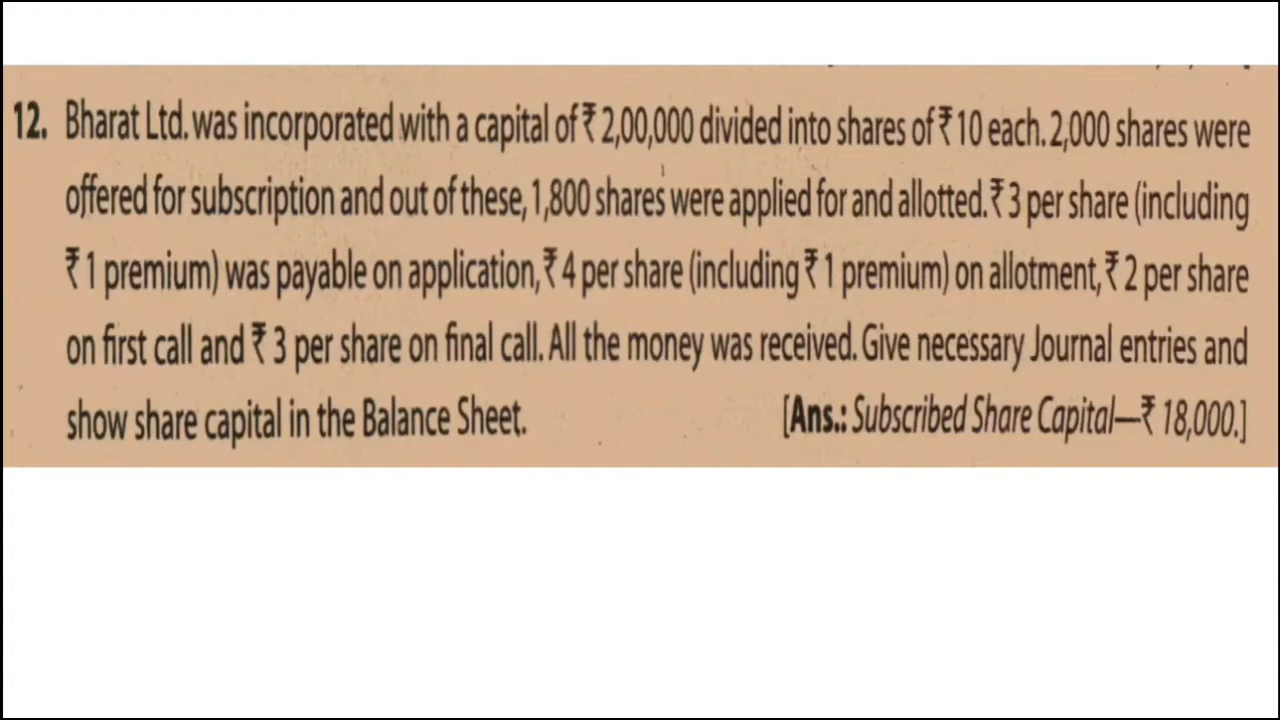 12. Bharat Ltd. was incorporated with a capital of ₹ 2,00,000 divided into shares of ₹ 10 each. 2,000 shares were
offered for subscription and out of these, 1,800 shares were applied for and allotted. ₹ 3 per share (including
₹ 1 premium) was payable on application, ₹ 4 per share (including ₹ 1 premium) on allotment, ₹ 2 per share
on first call and ₹ 3 per share on final call. All the money was received. Give necessary Journal entries and
show share capital in the Balance Sheet. [Ans.: Subscribed Share Capital—₹ 18,000.]